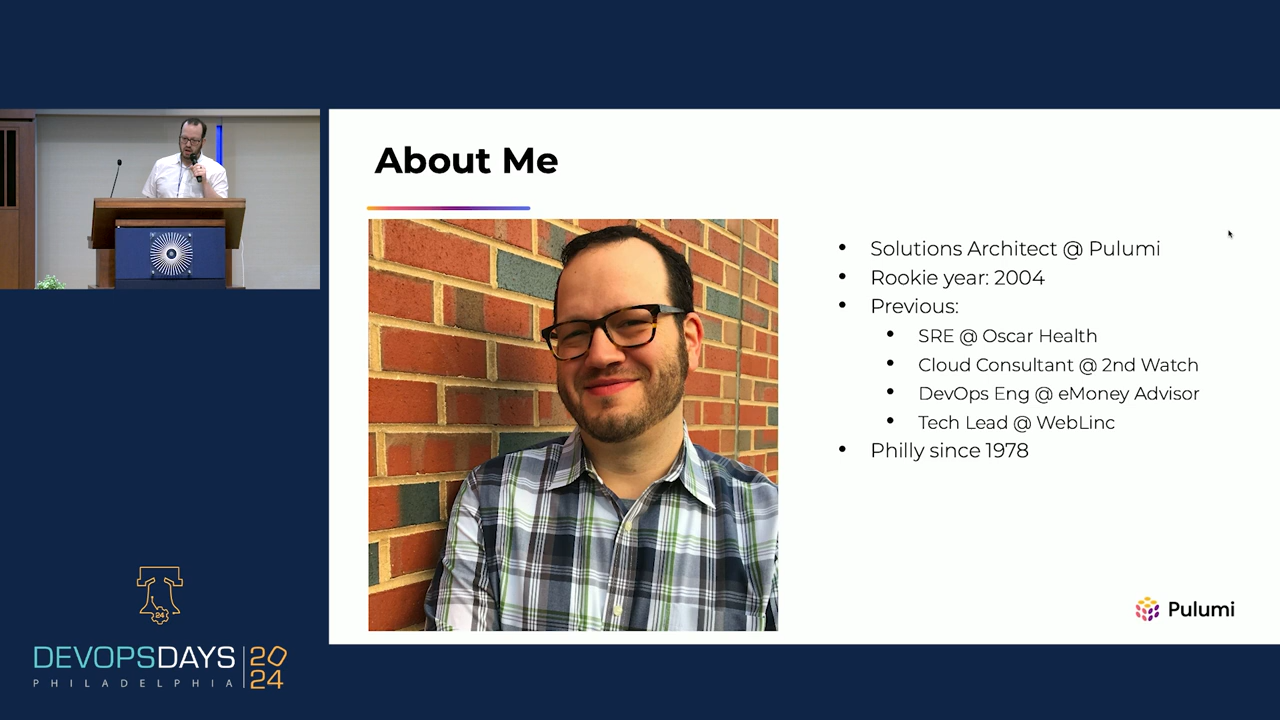 About Me
• Solutions Architect @ Pulumi
• Rookie year: 2004
• Previous:
• SRE @ Oscar Health
• Cloud Consultant @ 2nd Watch
• DevOps Eng @ eMoney Advisor
• Tech Lead @ WebLinc
• Philly since 1978
Pulumi
24
DEVOPSDAYS
PHILADELPHIA
20
24